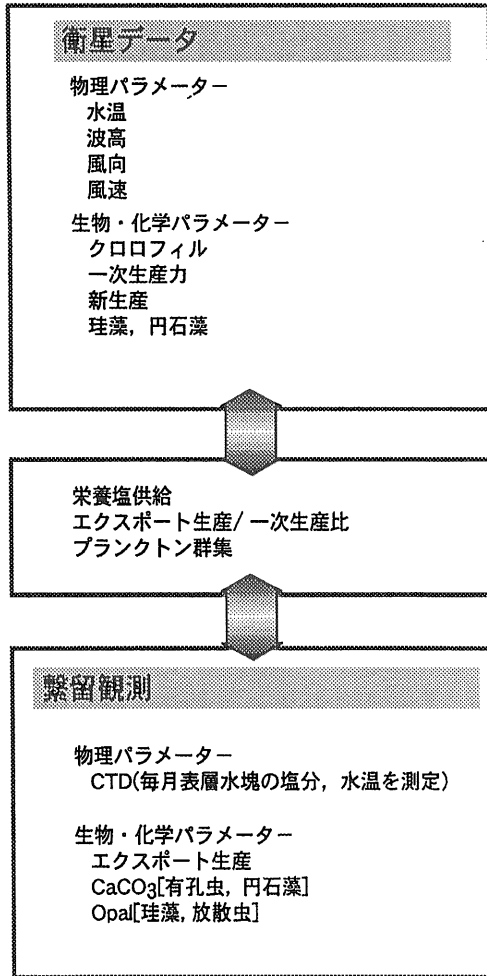 衛星データ
物理パラメーター
水温
波高
風向
風速
生物・化学パラメーター
クロロフィル
一次生産力
新生産
珪藻，円石藻
栄養塩供給
エクスポート生産/ 一次生産比
プランクトン群集
繋留観測
物理パラメーター
CTD(毎月表層水塊の塩分，水温を測定)
生物・化学パラメーター
エクスポート生産
CaCO3[有孔虫, 円石藻]
Opal[珪藻, 放散虫]